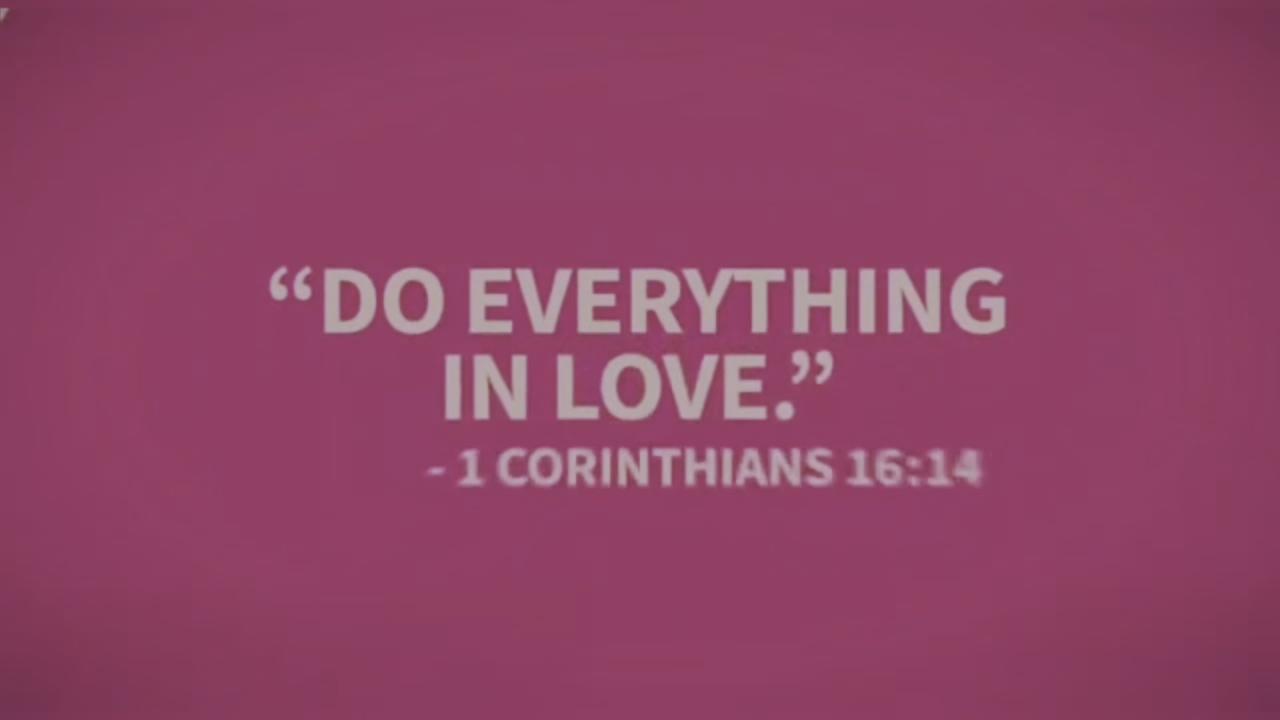 “DO EVERYTHING
IN LOVE.”
- 1 CORINTHIANS 16:14